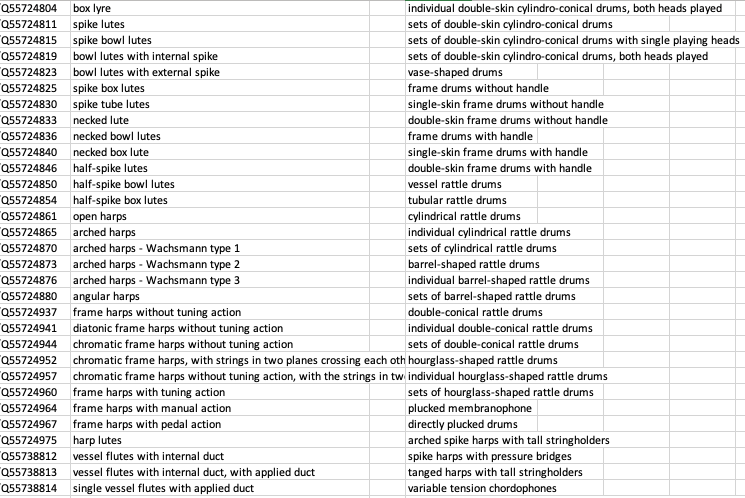 Q55724804 box lyre individual double-skin cylindro-conical drums, both heads played
Q55724811 spike lutes sets of double-skin cylindro-conical drums
Q55724815 spike bowl lutes sets of double-skin cylindro-conical drums with single playing heads
Q55724819 bowl lutes with internal spike sets of double-skin cylindro-conical drums, both heads played
Q55724823 bowl lutes with external spike vase-shaped drums
Q55724825 spike box lutes frame drums without handle
Q55724830 spike tube lutes single-skin frame drums without handle
Q55724833 necked lute double-skin frame drums without handle
Q55724836 necked bowl lutes frame drums with handle
Q55724840 necked box lute single-skin frame drums with handle
Q55724846 half-spike lutes double-skin frame drums with handle
Q55724850 half-spike bowl lutes vessel rattle drums
Q55724854 half-spike box lutes tubular rattle drums
Q55724861 open harps cylindrical rattle drums
Q55724865 arched harps individual cylindrical rattle drums
Q55724870 arched harps - Wachsmann type 1 sets of cylindrical rattle drums
Q55724873 arched harps - Wachsmann type 2 barrel-shaped rattle drums
Q55724876 arched harps - Wachsmann type 3 individual barrel-shaped rattle drums
Q55724880 angular harps sets of barrel-shaped rattle drums
Q55724937 frame harps without tuning action double-conical rattle drums
Q55724941 diatonic frame harps without tuning action individual double-conical rattle drums
Q55724944 chromatic frame harps without tuning action sets of double-conical rattle drums
Q55724952 chromatic frame harps, with strings in two planes crossing each oth hourglass-shaped rattle drums
Q55724957 chromatic frame harps without tuning action, with the strings in tw individual hourglass-shaped rattle drums
Q55724960 frame harps with tuning action sets of hourglass-shaped rattle drums
Q55724964 frame harps with manual action plucked membranophone
Q55724967 frame harps with pedal action directly plucked drums
Q55724975 harp lutes arched spike harps with tall stringholders
Q55738812 vessel flutes with internal duct spike harps with pressure bridges
Q55738813 vessel flutes with internal duct, with applied duct tanged harps with tall stringholders
Q55738814 single vessel flutes with applied duct variable tension chordophones